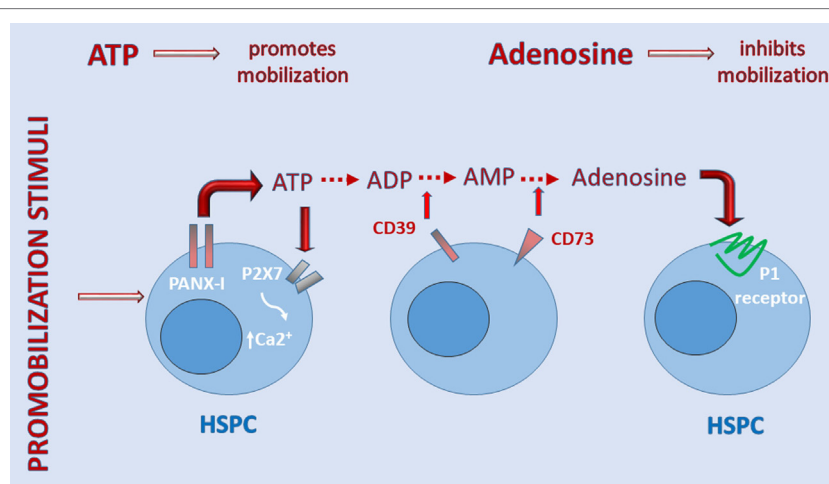 ATP
promotes
mobilization
Adenosine
inhibits
mobilization
PROMOBILIZATION STIMULI
ATP
ADP
AMP
Adenosine
CD39
CD73
PANX-I
P2X7
↑Ca2⁺
P1
receptor
HSPC
HSPC